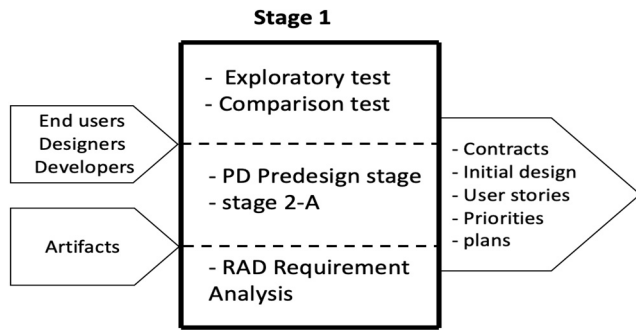 Stage 1
- Exploratory test
- Comparison test
End users
Designers
Developers
- PD Predesign stage
- stage 2-A
Artifacts
- RAD Requirement
Analysis
- Contracts
- Initial design
- User stories
- Priorities
- plans